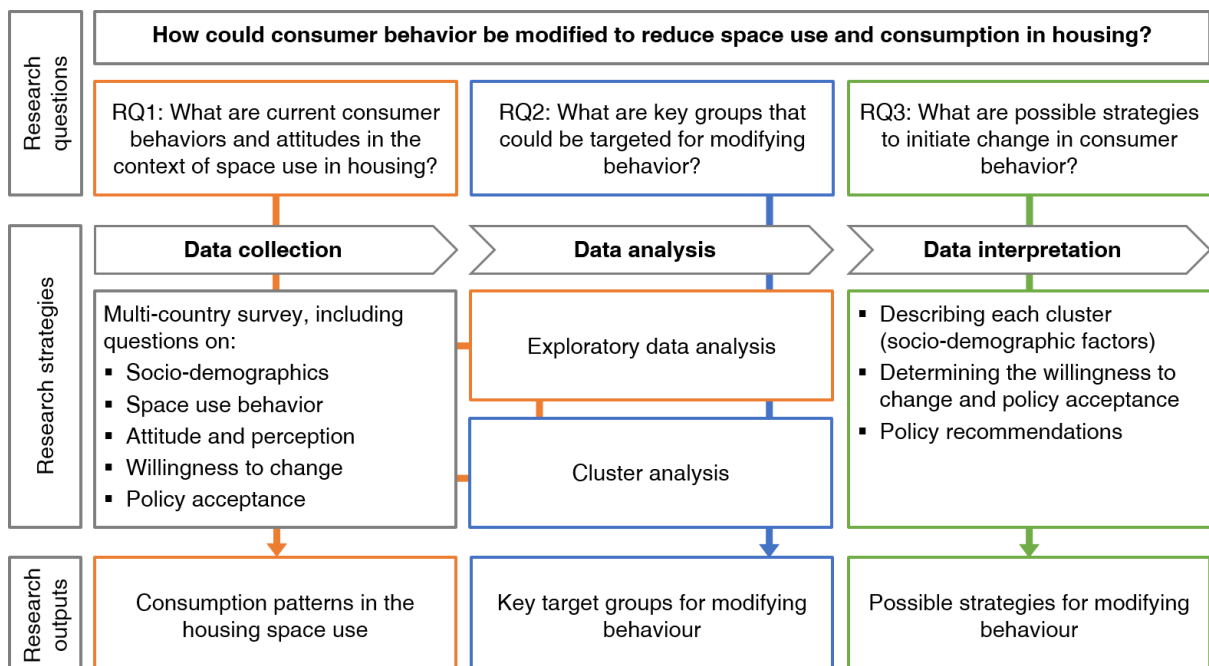 Research
questions
How could consumer behavior be modified to reduce space use and consumption in housing?
RQ1: What are current consumer
behaviors and attitudes in the
context of space use in housing?
RQ2: What are key groups that
could be targeted for modifying
behavior?
RQ3: What are possible strategies
to initiate change in consumer
behavior?
Research strategies
Data collection
Data analysis
Data interpretation
Multi-country survey, including
questions on:
▪ Socio-demographics
▪ Space use behavior
▪ Attitude and perception
▪ Willingness to change
▪ Policy acceptance
Exploratory data analysis
Cluster analysis
▪ Describing each cluster
(socio-demographic factors)
▪ Determining the willingness to
change and policy acceptance
▪ Policy recommendations
Research
outputs
Consumption patterns in the
housing space use
Key target groups for modifying
behaviour
Possible strategies for modifying
behaviour